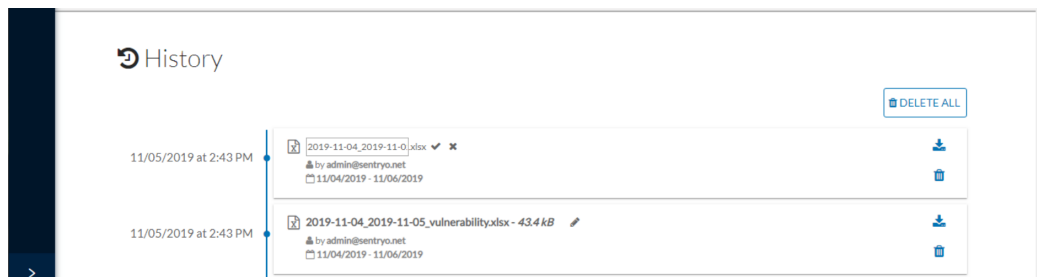 History
DELETE ALL
11/05/2019 at 2:43 PM
2019-11-04_2019-11-0 .xlsx
by admin@sentryo.net
11/04/2019 - 11/06/2019
11/05/2019 at 2:43 PM
2019-11-04_2019-11-05_vulnerability.xlsx - 43.4 kB
by admin@sentryo.net
11/04/2019 - 11/06/2019